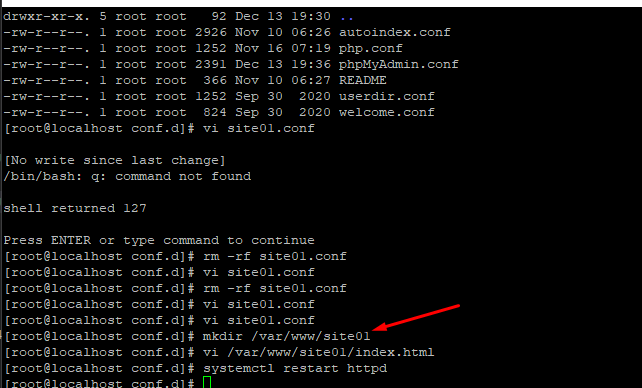 drwxr-xr-x. 5 root root   92 Dec 13 19:30 ..
-rw-r--r--. 1 root root 2926 Nov 10 06:26 autoindex.conf
-rw-r--r--. 1 root root 1252 Nov 16 07:19 php.conf
-rw-r--r--. 1 root root 2391 Dec 13 19:36 phpMyAdmin.conf
-rw-r--r--. 1 root root  366 Nov 10 06:27 README
-rw-r--r--. 1 root root 1252 Sep 30  2020 userdir.conf
-rw-r--r--. 1 root root  824 Sep 30  2020 welcome.conf
[root@localhost conf.d]# vi site01.conf
[No write since last change]
/bin/bash: q: command not found
shell returned 127
Press ENTER or type command to continue
[root@localhost conf.d]# rm -rf site01.conf
[root@localhost conf.d]# vi site01.conf
[root@localhost conf.d]# rm -rf site01.conf
[root@localhost conf.d]# vi site01.conf
[root@localhost conf.d]# vi site01.conf
[root@localhost conf.d]# mkdir /var/www/site01
[root@localhost conf.d]# vi /var/www/site01/index.html
[root@localhost conf.d]# systemctl restart httpd
[root@localhost conf.d]#